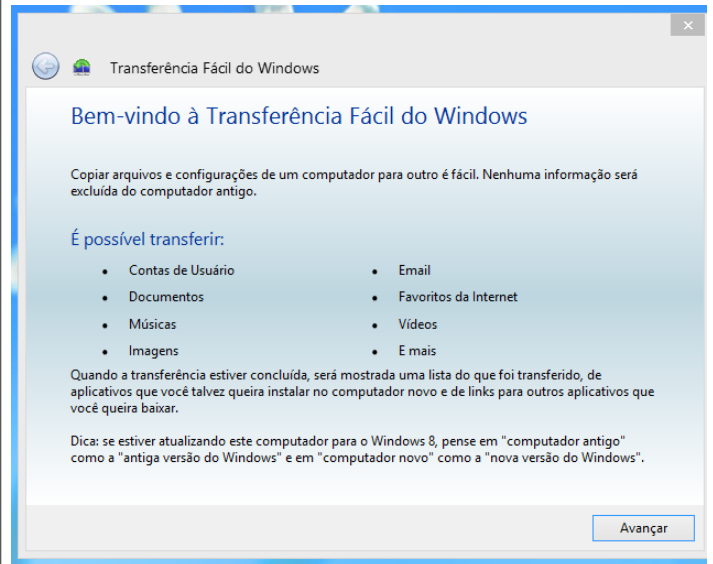 Transferência Fácil do Windows
Bem-vindo à Transferência Fácil do Windows
Copiar arquivos e configurações de um computador para outro é fácil. Nenhuma informação será
excluída do computador antigo.
É possível transferir:
• Contas de Usuário
• Documentos
• Músicas
• Imagens
• Email
• Favoritos da Internet
• Vídeos
• E mais
Quando a transferência estiver concluída, será mostrada uma lista do que foi transferido, de
aplicativos que você talvez queira instalar no computador novo e de links para outros aplicativos que
você queira baixar.
Dica: se estiver atualizando este computador para o Windows 8, pense em "computador antigo"
como a "antiga versão do Windows" e em "computador novo" como a "nova versão do Windows".
Avançar